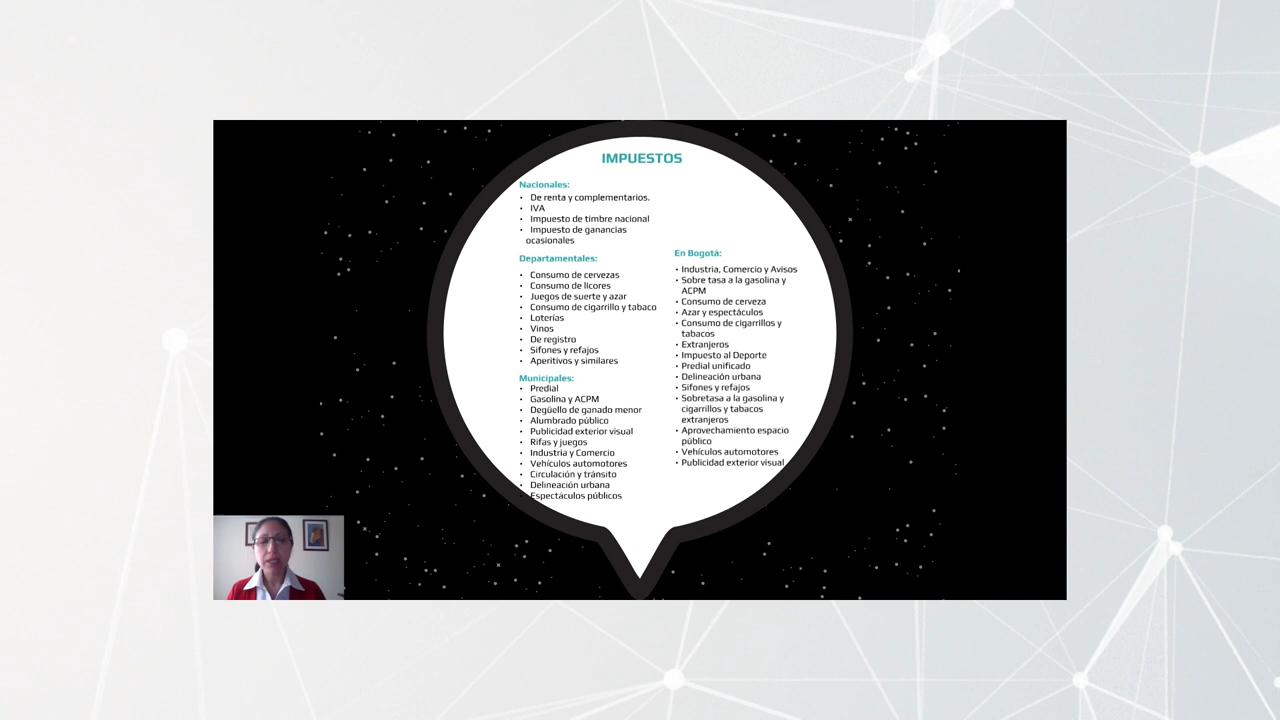 IMPUESTOS
Nacionales:
• De renta y complementarios.
• IVA
• Impuesto de timbre nacional
• Impuesto de ganancias
ocasionales
Departamentales:
• Consumo de cervezas
• Consumo de licores
• Juegos de suerte y azar
• Consumo de cigarrillo y tabaco
• Loterías
• Vinos
• De registro
• Sifones y refajos
• Aperitivos y similares
Municipales:
• Predial
• Gasolina y ACPM
• Degüello de ganado menor
• Alumbrado público
• Publicidad exterior visual
• Rifas y juegos
• Industria y Comercio
• Vehículos automotores
• Circulación y tránsito
• Delineación urbana
• Espectáculos públicos
En Bogotá:
• Industria, Comercio y Avisos
• Sobre tasa a la gasolina y
ACPM
• Consumo de cerveza
• Azar y espectáculos
• Consumo de cigarrillos y
tabacos
• Extranjeros
• Impuesto al Deporte
• Predial unificado
• Delineación urbana
• Sifones y refajos
• Sobretasa a la gasolina y
cigarrillos y tabacos
extranjeros
• Aprovechamiento espacio
público
• Vehículos automotores
• Publicidad exterior visual